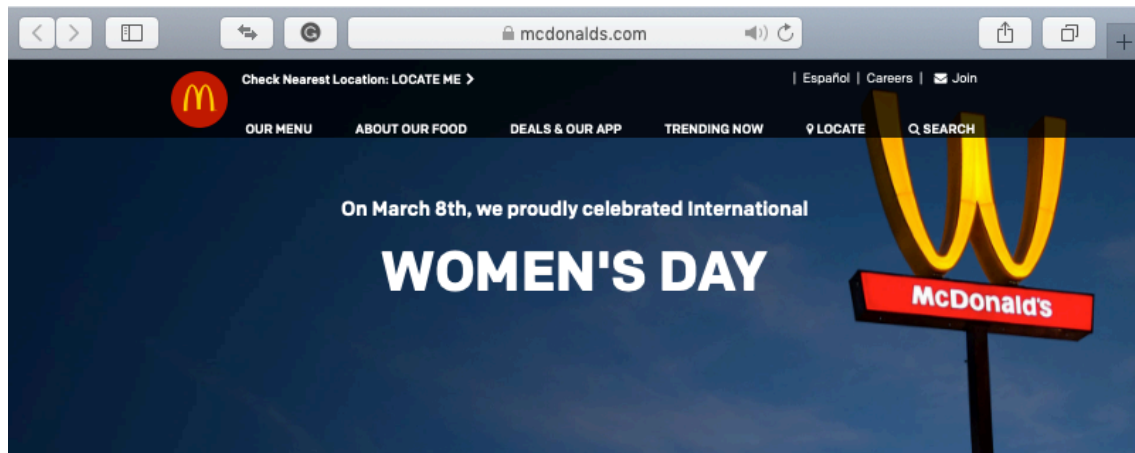 mcdonalds.com
Check Nearest Location: LOCATE ME >
| Español | Careers | Join
OUR MENU ABOUT OUR FOOD DEALS & OUR APP TRENDING NOW LOCATE SEARCH
On March 8th, we proudly celebrated International
WOMEN'S DAY
McDonald's